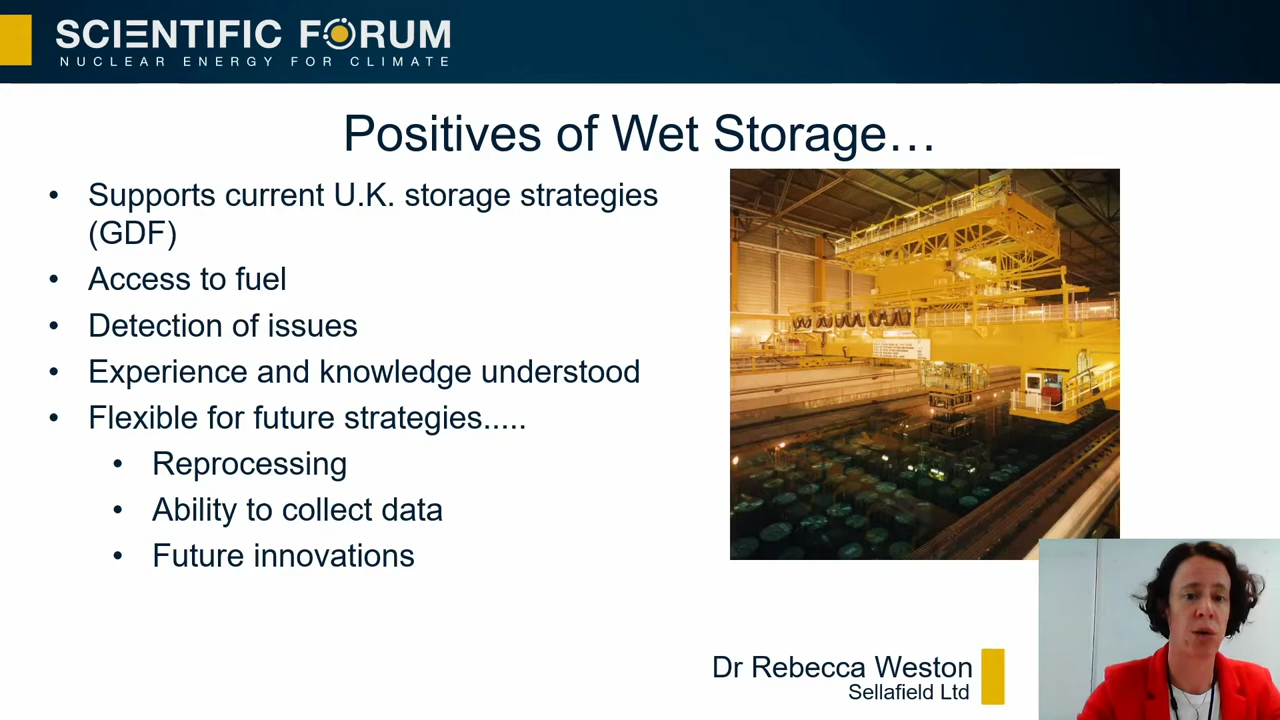 SCIENTIFIC FORUM
NUCLEAR ENERGY FOR CLIMATE
Positives of Wet Storage…
• Supports current U.K. storage strategies
(GDF)
• Access to fuel
• Detection of issues
• Experience and knowledge understood
• Flexible for future strategies.....
• Reprocessing
• Ability to collect data
• Future innovations
Dr Rebecca Weston
Sellafield Ltd